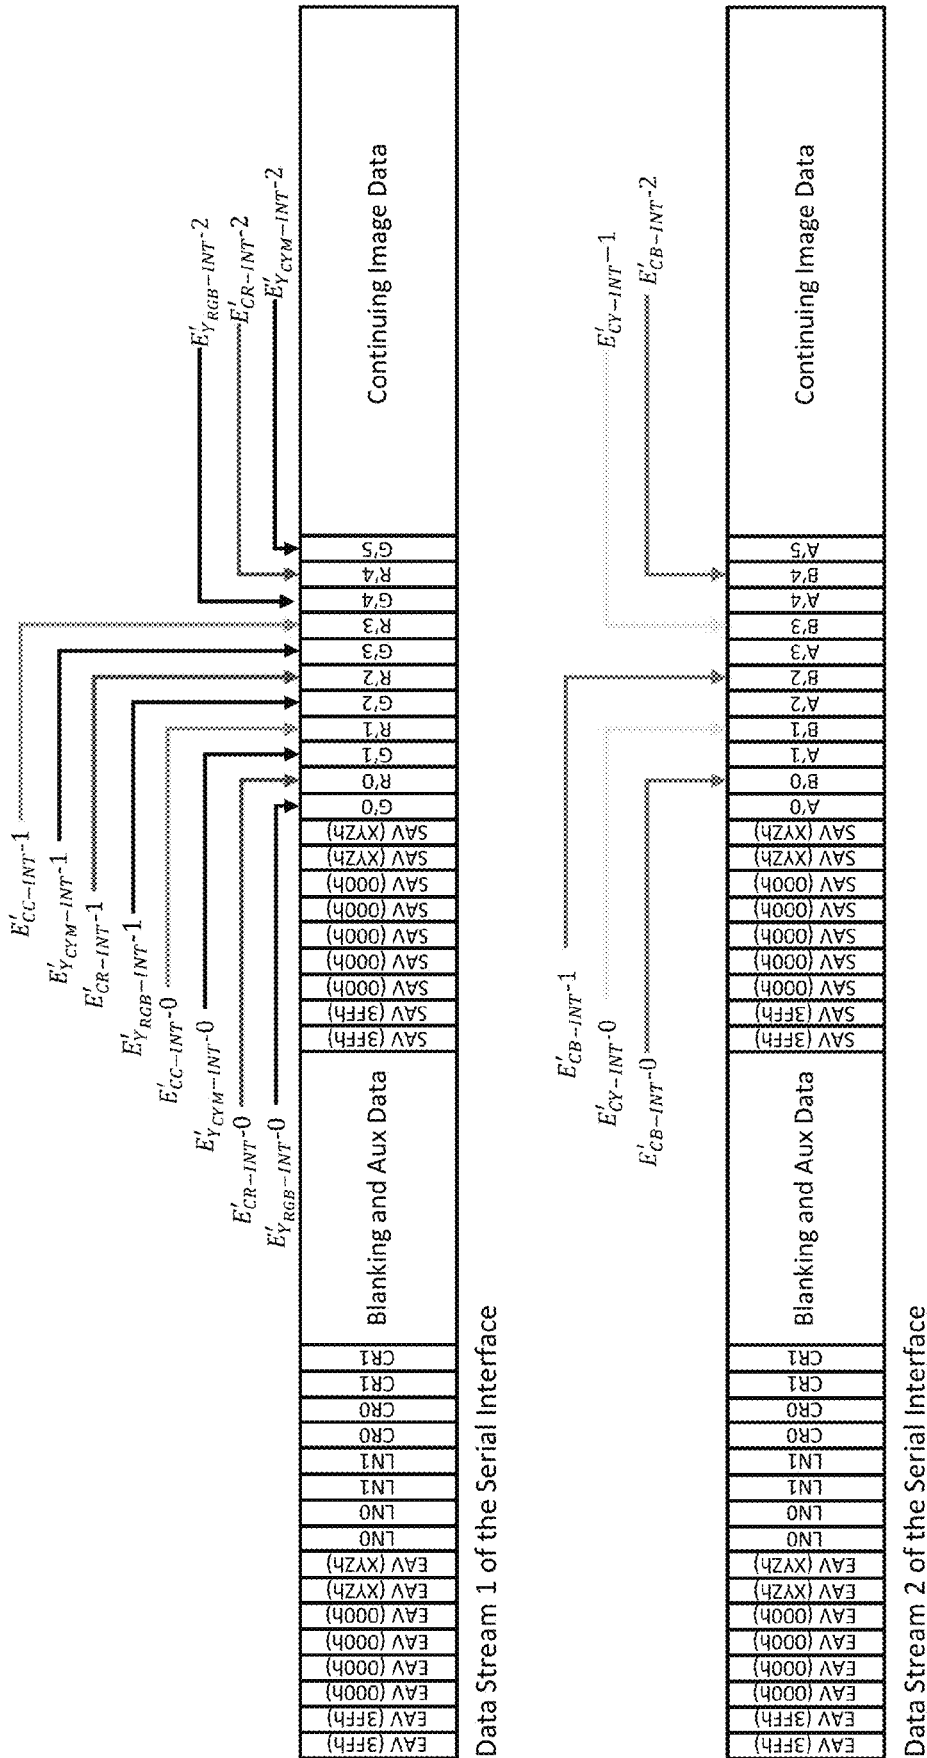 E'CC−INT-1
E'YCYM−INT-1
E'CR−INT-1
E'YRGB−INT-1
E'CC−INT-0
E'YCYM−INT-0
E'CR−INT-0
E'YRGB−INT-0
E'YRGB−INT-2
E'CR−INT-2
E'YCYM−INT-2
EAV (3FFh)
EAV (3FFh)
EAV (000h)
EAV (000h)
EAV (000h)
EAV (000h)
EAV (XYZh)
EAV (XYZh)
LN0
LN0
LN1
LN1
CR0
CR0
CR1
CR1
Blanking and Aux Data
SAV (3FFh)
SAV (3FFh)
SAV (000h)
SAV (000h)
SAV (000h)
SAV (000h)
SAV (000h)
SAV (XYZh)
SAV (XYZh)
G'0
R'0
G'1
R'1
G'2
R'2
G'3
R'3
G'4
R'4
G'5
Continuing Image Data
Data Stream 1 of the Serial Interface
E'CB−INT-1
E'CY−INT-0
E'CB−INT-0
E'CY−INT−1
E'CB−INT-2
EAV (3FFh)
EAV (3FFh)
EAV (000h)
EAV (000h)
EAV (000h)
EAV (000h)
EAV (XYZh)
EAV (XYZh)
LN0
LN0
LN1
LN1
CR0
CR0
CR1
CR1
Blanking and Aux Data
SAV (3FFh)
SAV (3FFh)
SAV (000h)
SAV (000h)
SAV (000h)
SAV (000h)
SAV (000h)
SAV (XYZh)
SAV (XYZh)
A'0
B'0
A'1
B'1
A'2
B'2
A'3
B'3
A'4
B'4
A'5
Continuing Image Data
Data Stream 2 of the Serial Interface